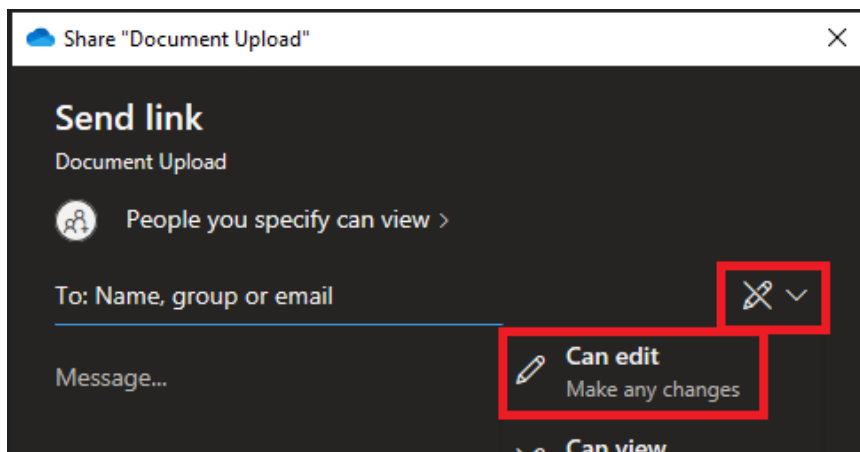 Share "Document Upload"
Send link
Document Upload
People you specify can view >
To: Name, group or email
Can edit
Message...
Make any changes
Can view